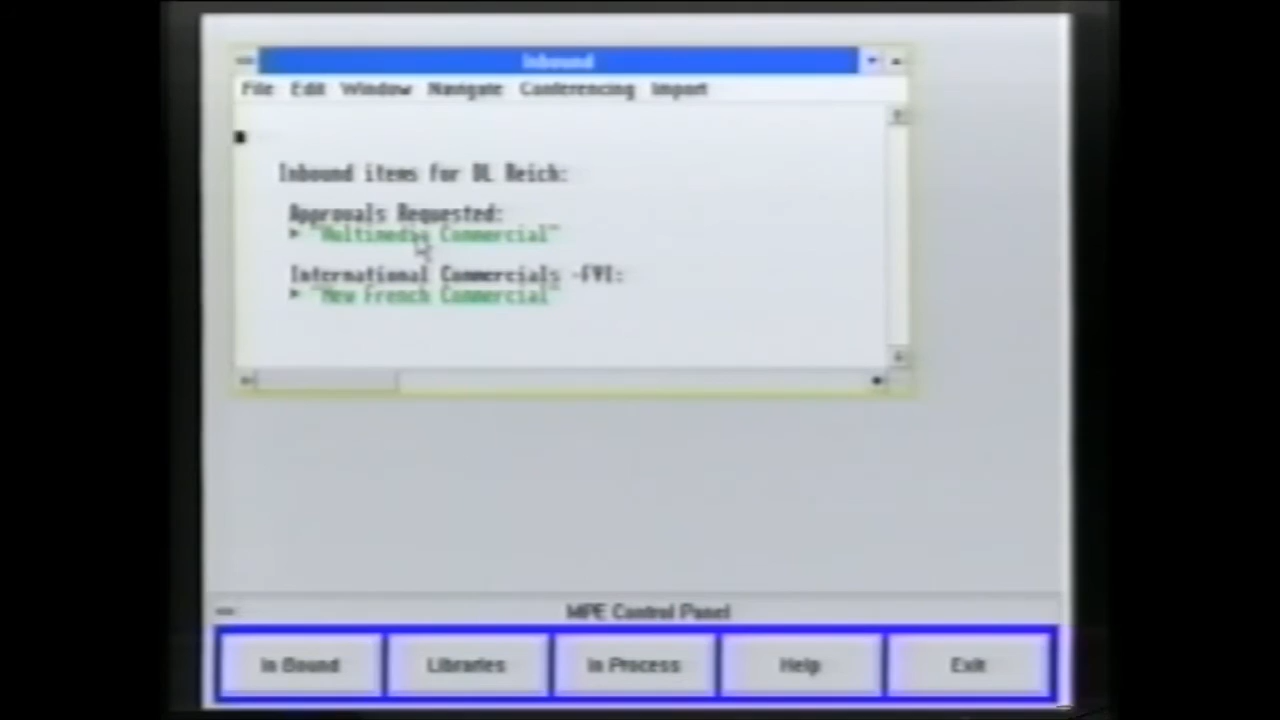 Inbound
File Edit Window Navigate Conferencing Import
Inbound items for DL Reich:
Approvals Requested:
"Multimedia Commercial"
International Commercials -FYI:
"New French Commercial"
MPE Control Panel
In Bound Libraries In Process Help Exit